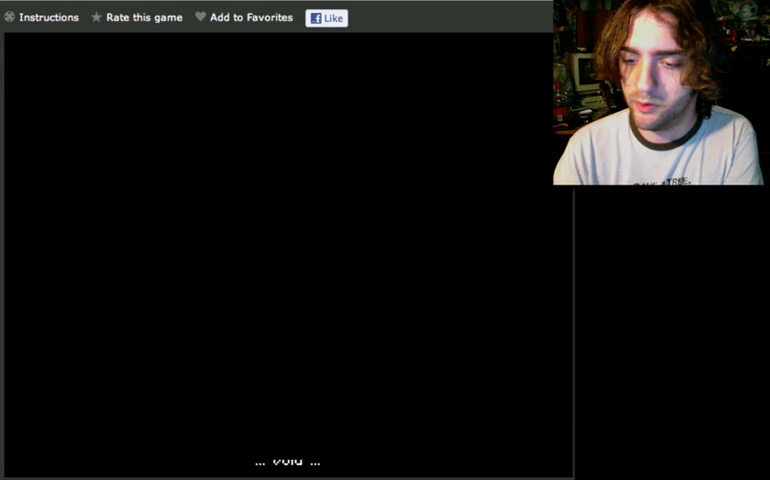 Instructions
Rate this game
Add to Favorites
Like
... void ...